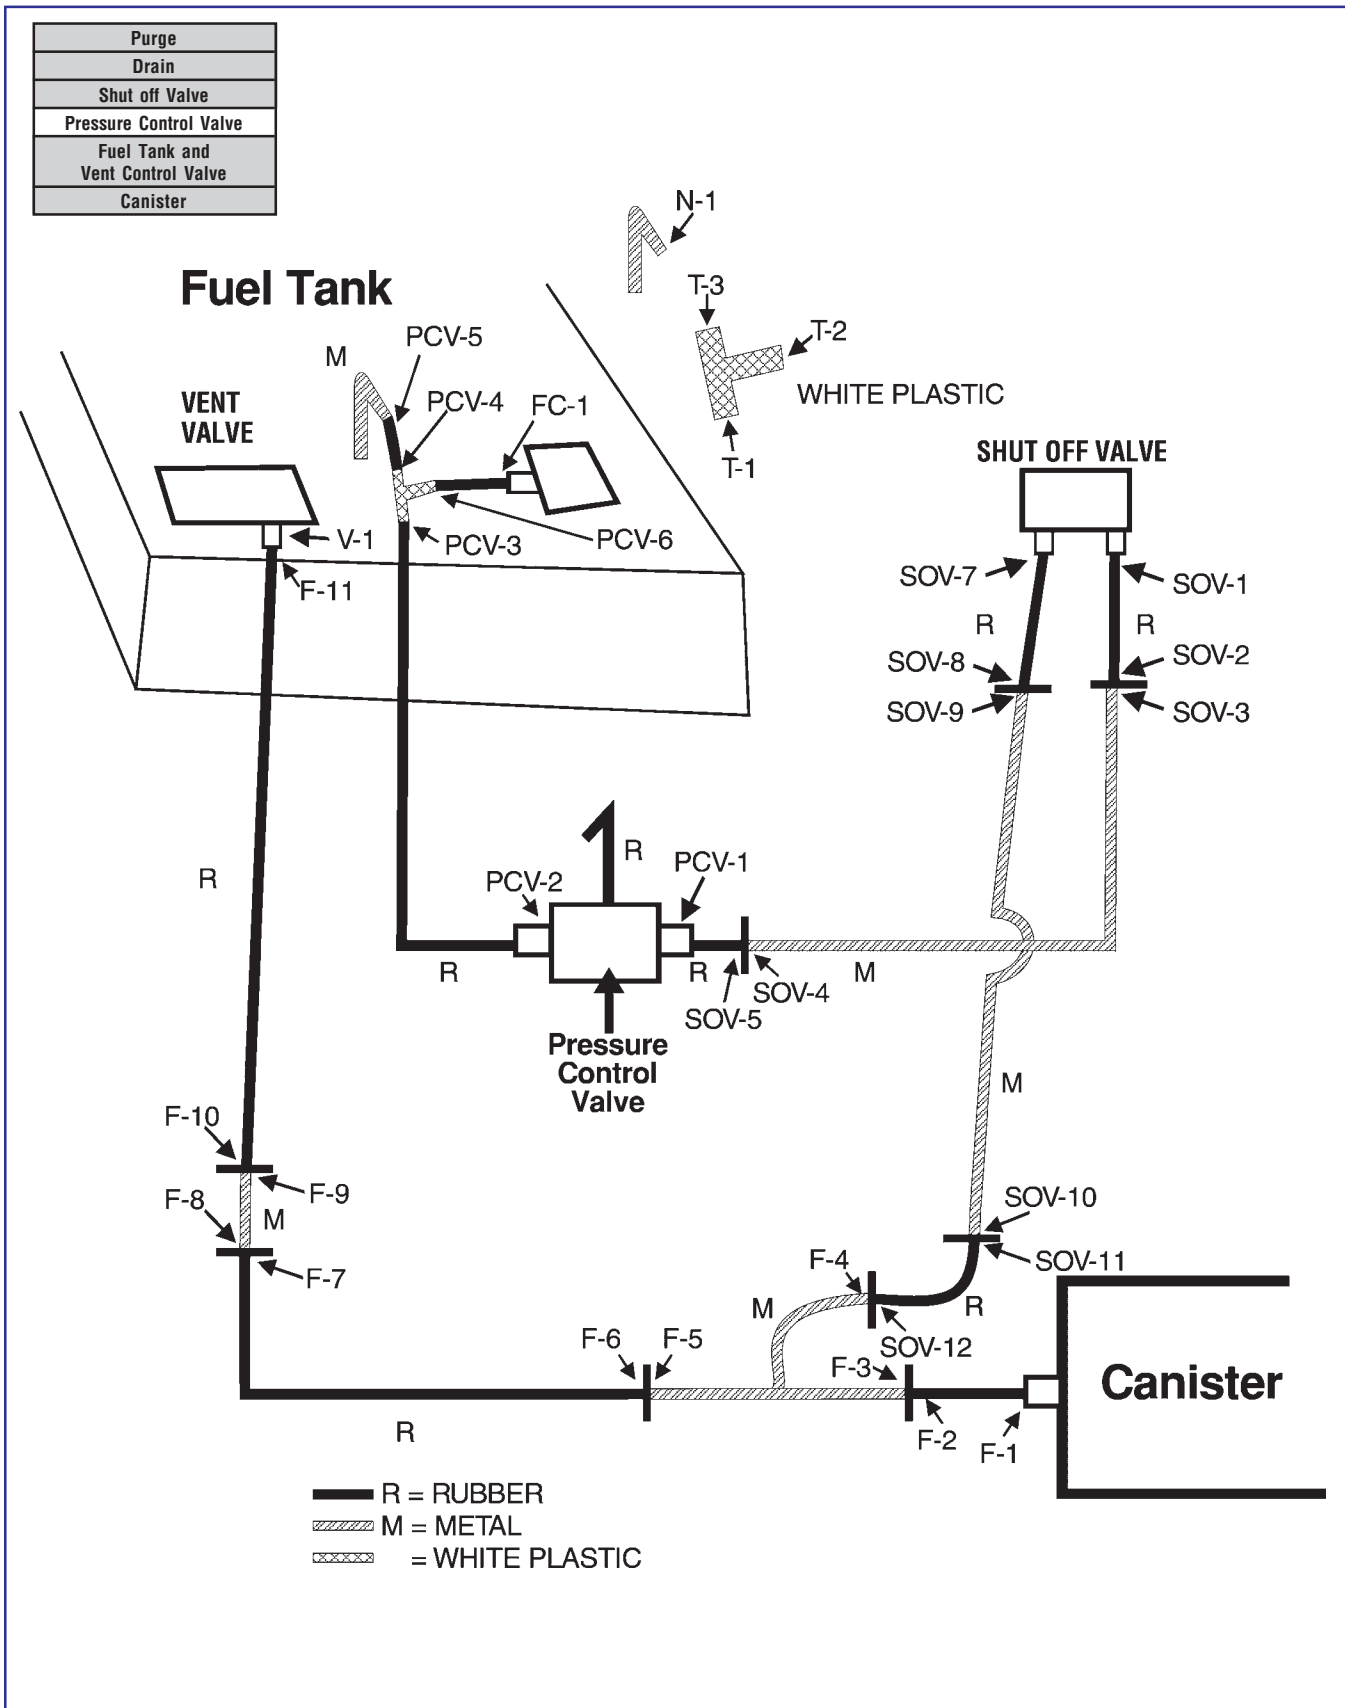 Purge
Drain
Shut off Valve
Pressure Control Valve
Fuel Tank and
Vent Control Valve
Canister
N-1
Fuel Tank
T-3
PCV-5
T-2
M
WHITE PLASTIC
VENT
VALVE
PCV-4
FC-1
T-1
SHUT OFF VALVE
V-1
PCV-3
PCV-6
F-11
SOV-7
SOV-1
R
R
SOV-8
SOV-2
SOV-9
SOV-3
R
R
PCV-2
PCV-1
R
R
M
SOV-4
SOV-5
Pressure
Control
Valve
M
F-10
F-9
F-8
M
F-7
SOV-10
SOV-11
F-4
M
R
SOV-12
F-6
F-5
F-3
Canister
F-2
F-1
R
R = RUBBER
M = METAL
= WHITE PLASTIC